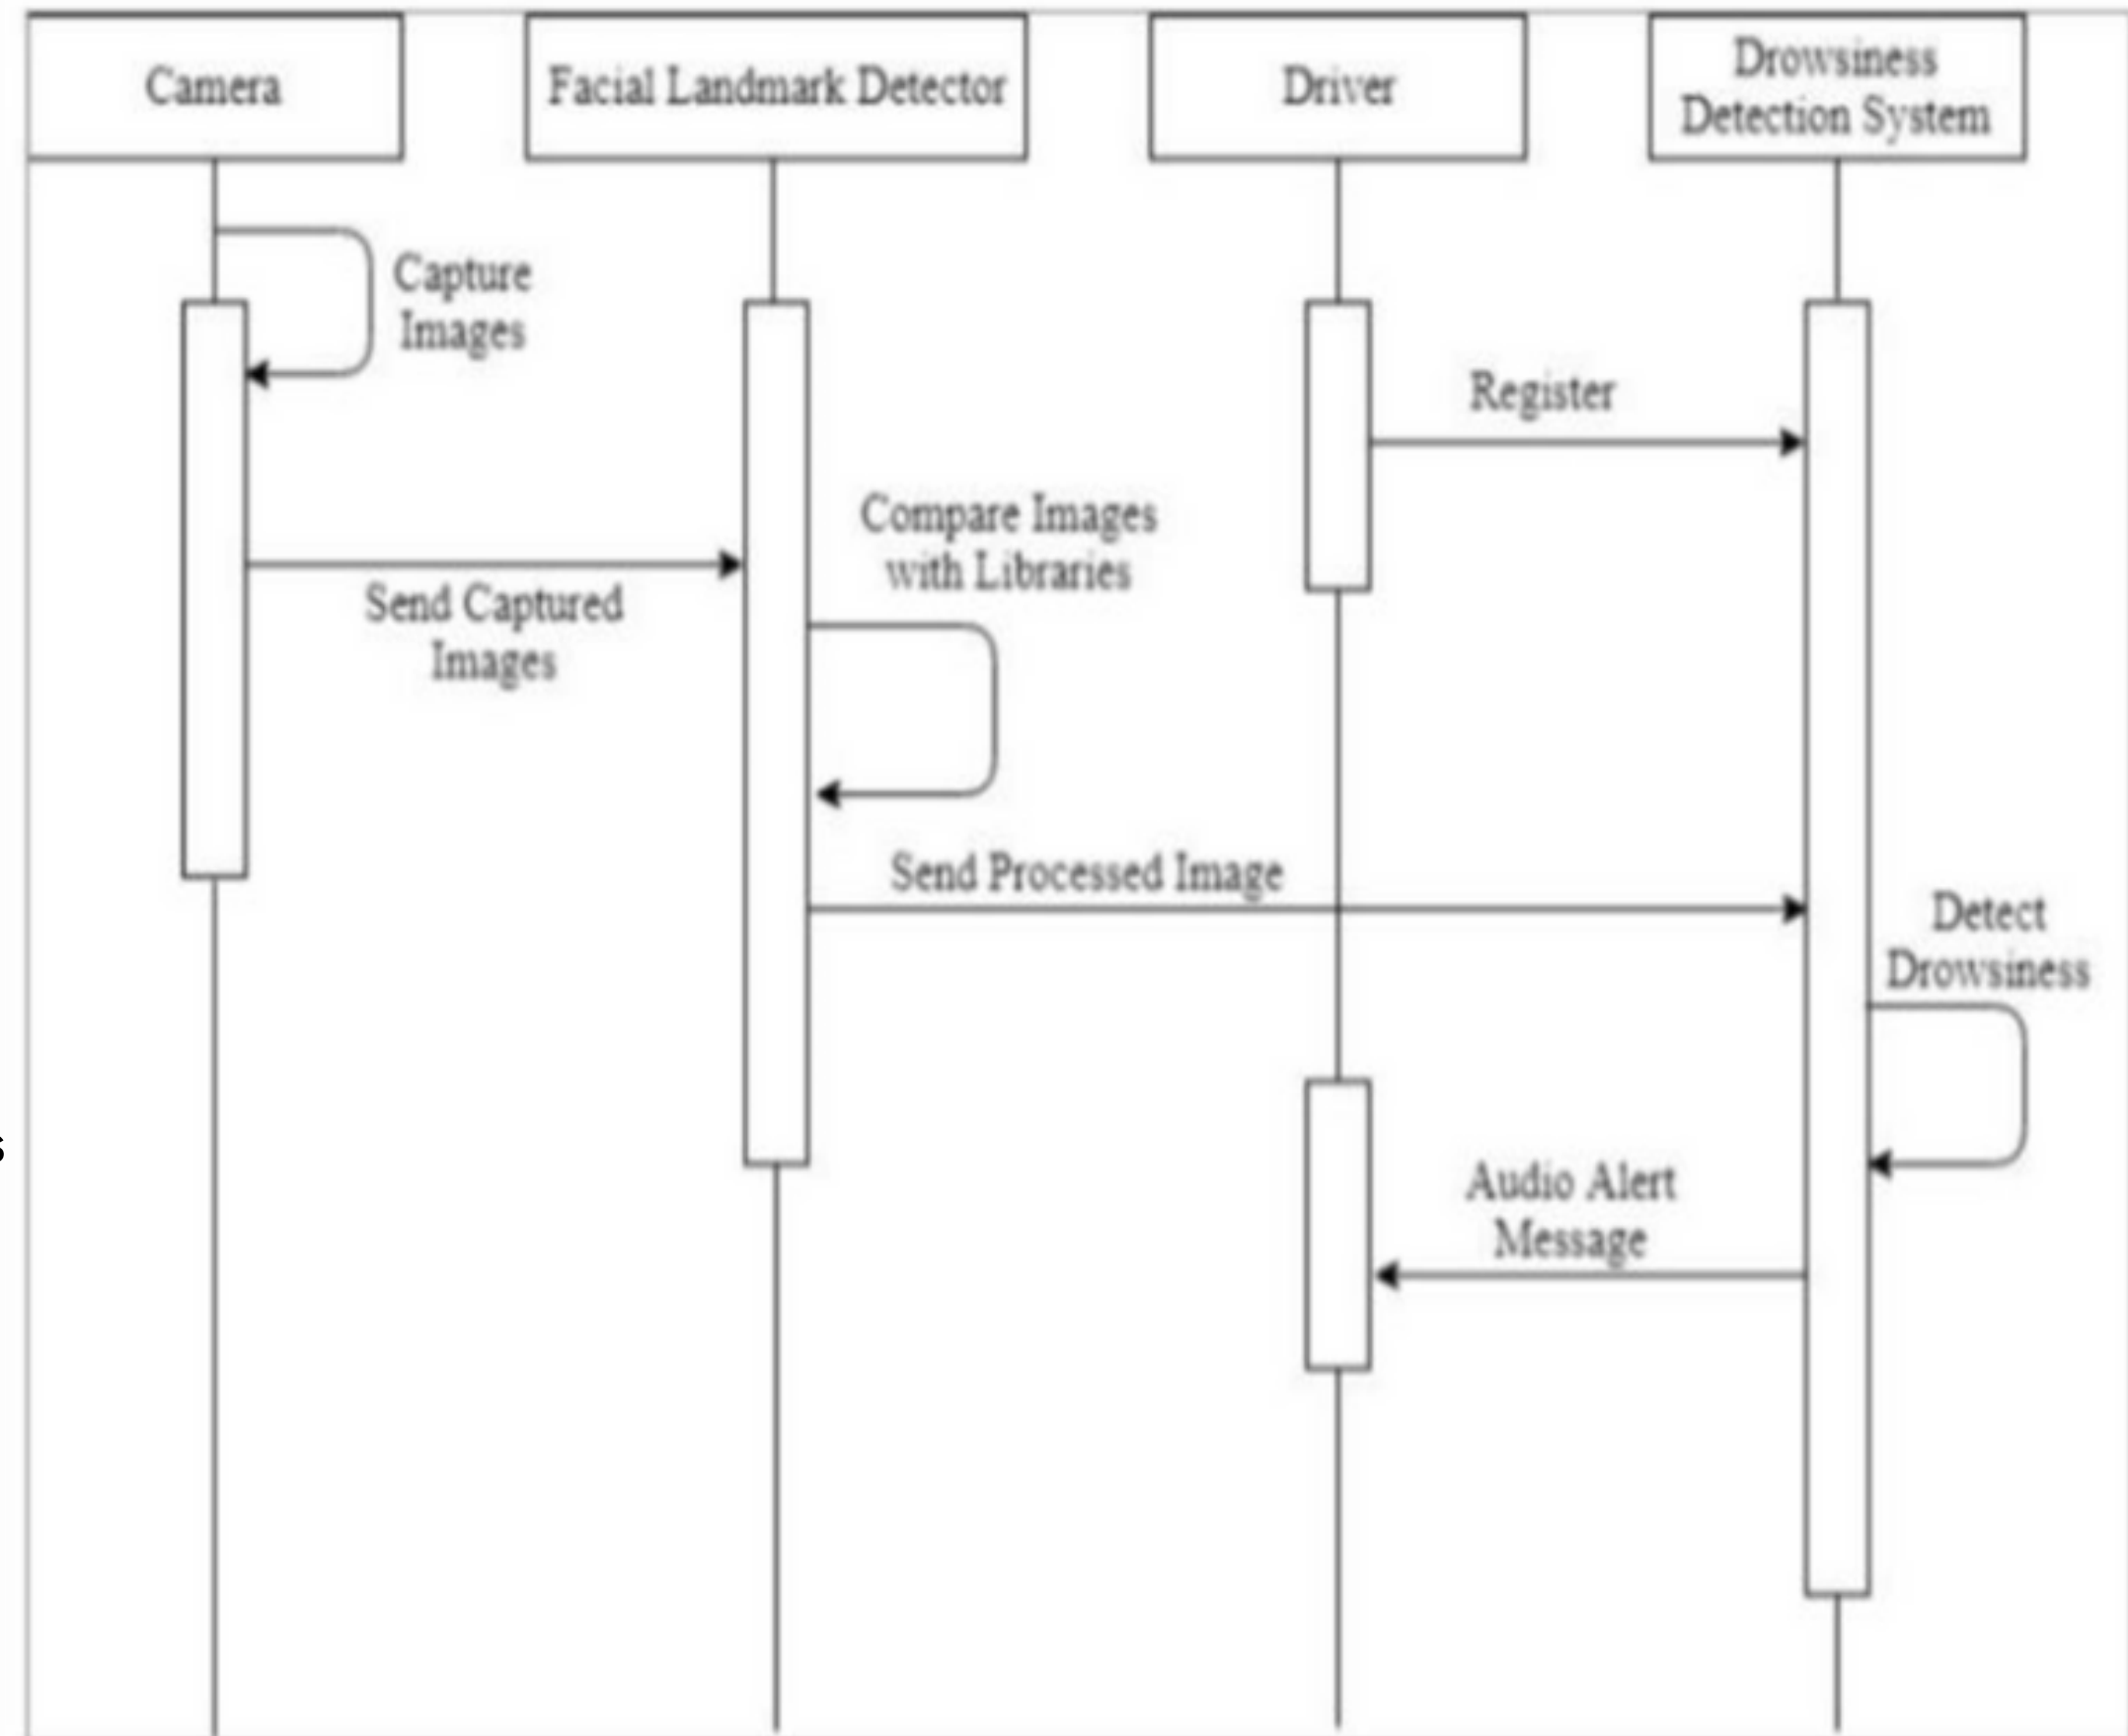 Camera
Facial Landmark Detector
Driver
Drowsiness
Detection System
Capture
Images
Register
Compare Images
with Libraries
Send Captured
Images
Send Processed Image
Detect
Drowsiness
Audio Alert
Message
s